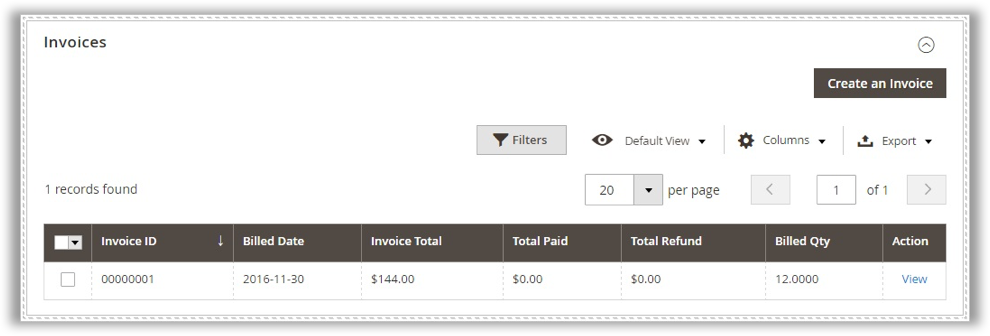 Invoices
Create an Invoice
Filters Default View Columns Export
1 records found 20 per page 1 of 1
Invoice ID ↓ Billed Date Invoice Total Total Paid Total Refund Billed Qty Action
00000001 2016-11-30 $144.00 $0.00 $0.00 12.0000 View